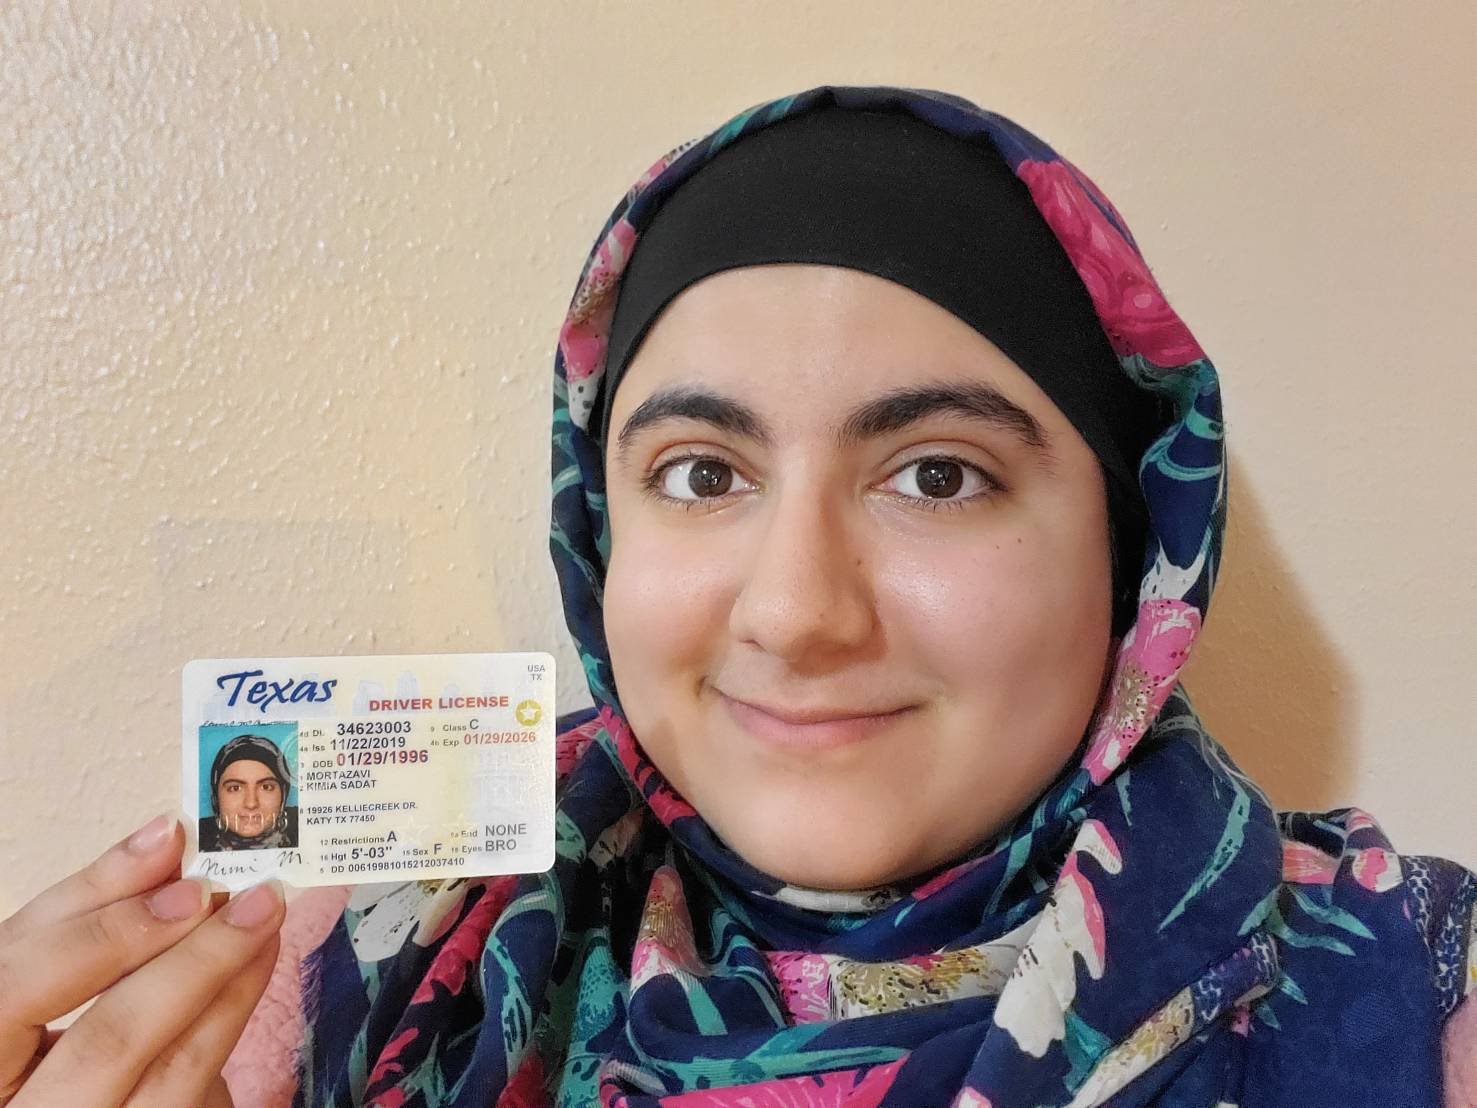 USA
TX
Texas
DRIVER LICENSE
4d DL 34623003 9 Class C
4a Iss 11/22/2019 4b Exp 01/29/2026
3 DOB 01/29/1996
1 MORTAZAVI
2 KIMIA SADAT
8 19926 KELLIECREEK DR.
KATY TX 77450
12 Restrictions A 9a End NONE
16 Hgt 5'-03" 15 Sex F 18 Eyes BRO
5 DD 00619981015212037410